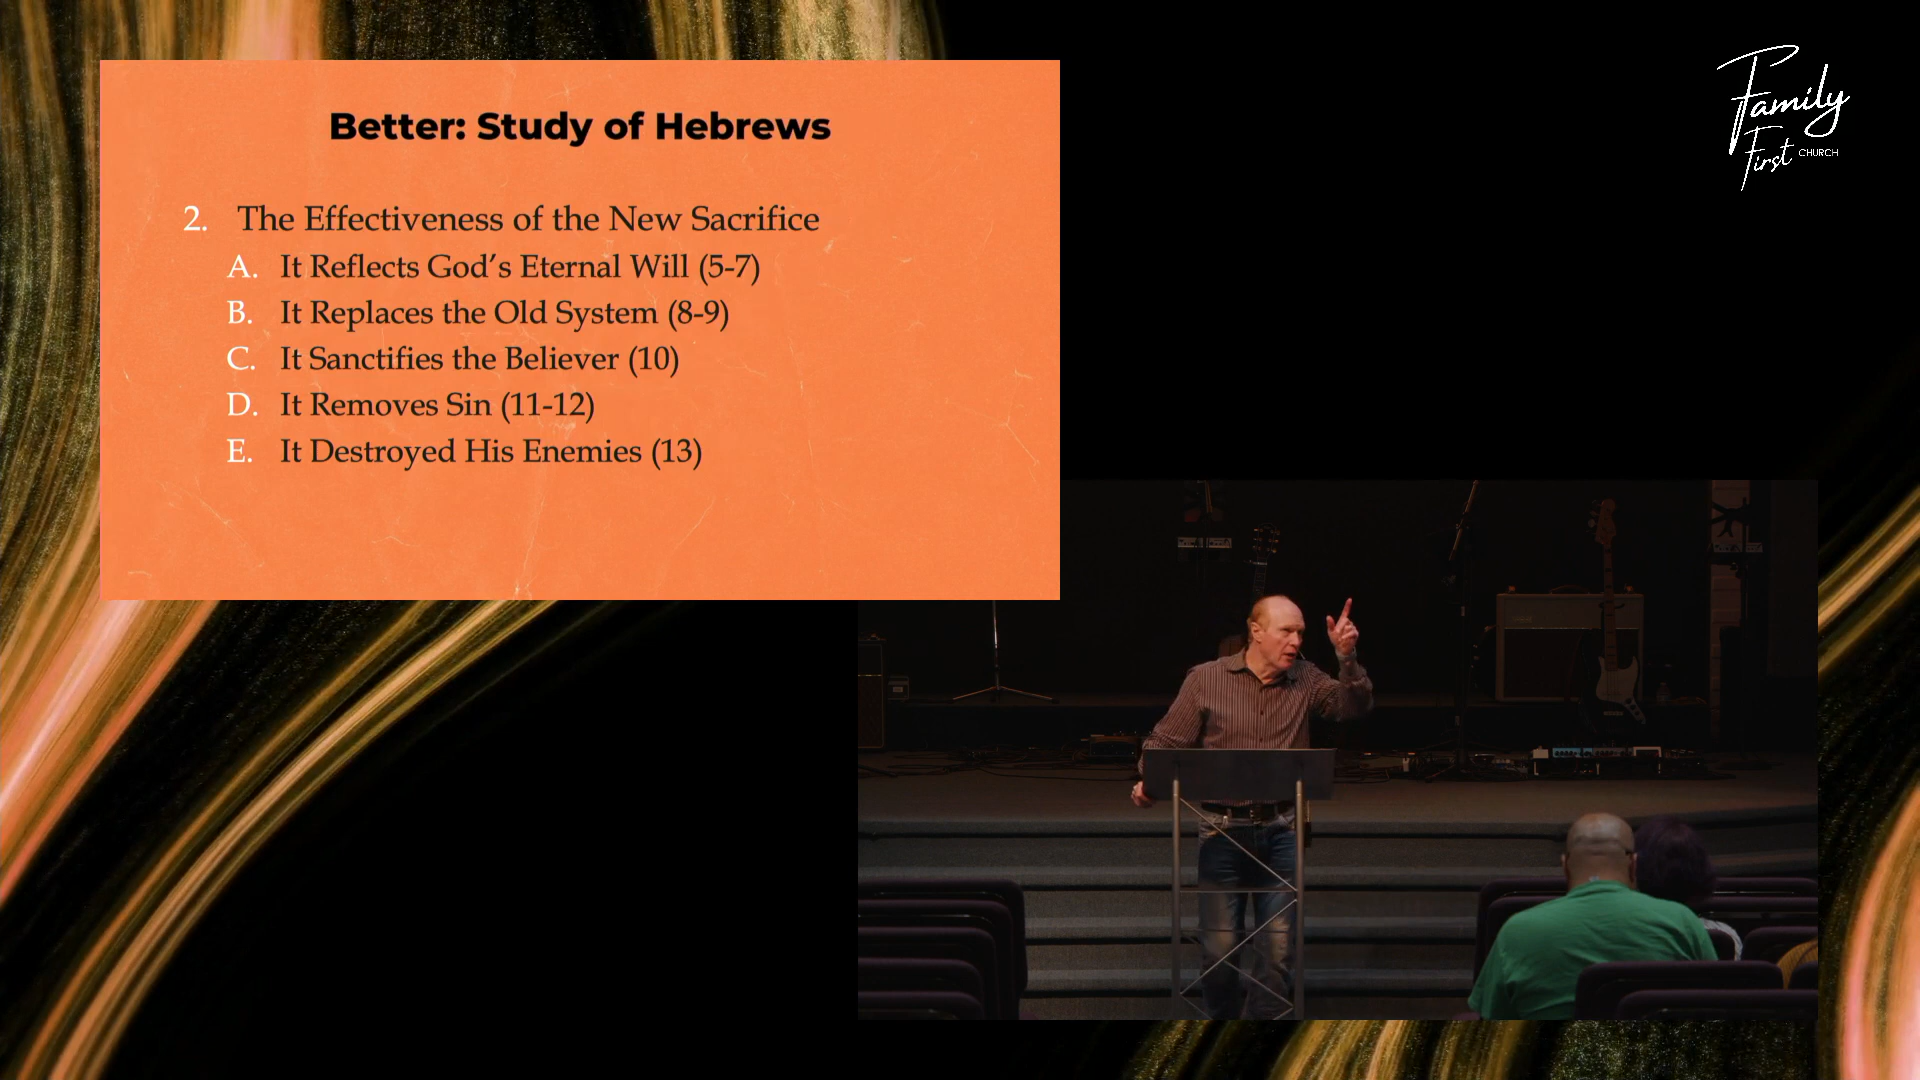 Better: Study of Hebrews
2. The Effectiveness of the New Sacrifice
A. It Reflects God's Eternal Will (5-7)
B. It Replaces the Old System (8-9)
C. It Sanctifies the Believer (10)
D. It Removes Sin (11-12)
E. It Destroyed His Enemies (13)
Family
First CHURCH